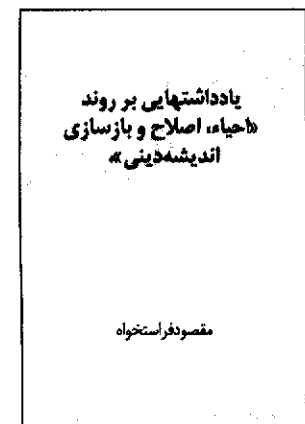 یادداشتهایی بر روند
«احیاء، اصلاح و بازسازی
اندیشه‌دینی»
مقصودفراستخواه